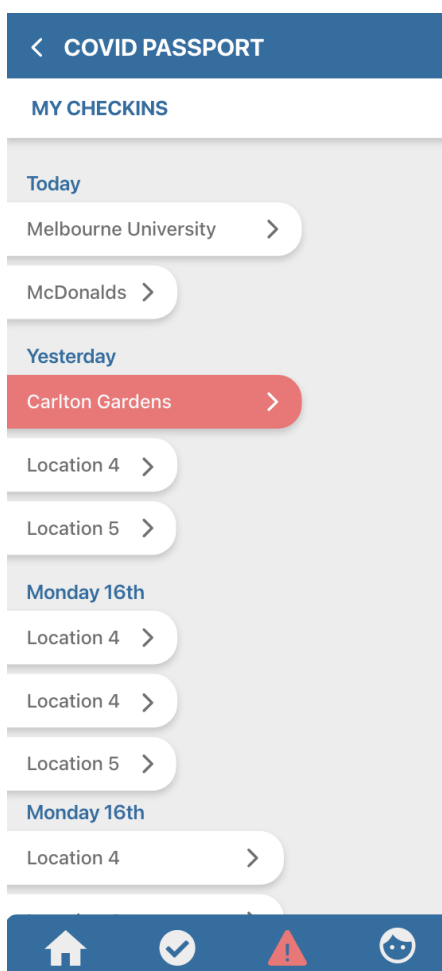 COVID PASSPORT
MY CHECKINS
Today
Melbourne University
McDonalds
Yesterday
Carlton Gardens
Location 4
Location 5
Monday 16th
Location 4
Location 4
Location 5
Monday 16th
Location 4